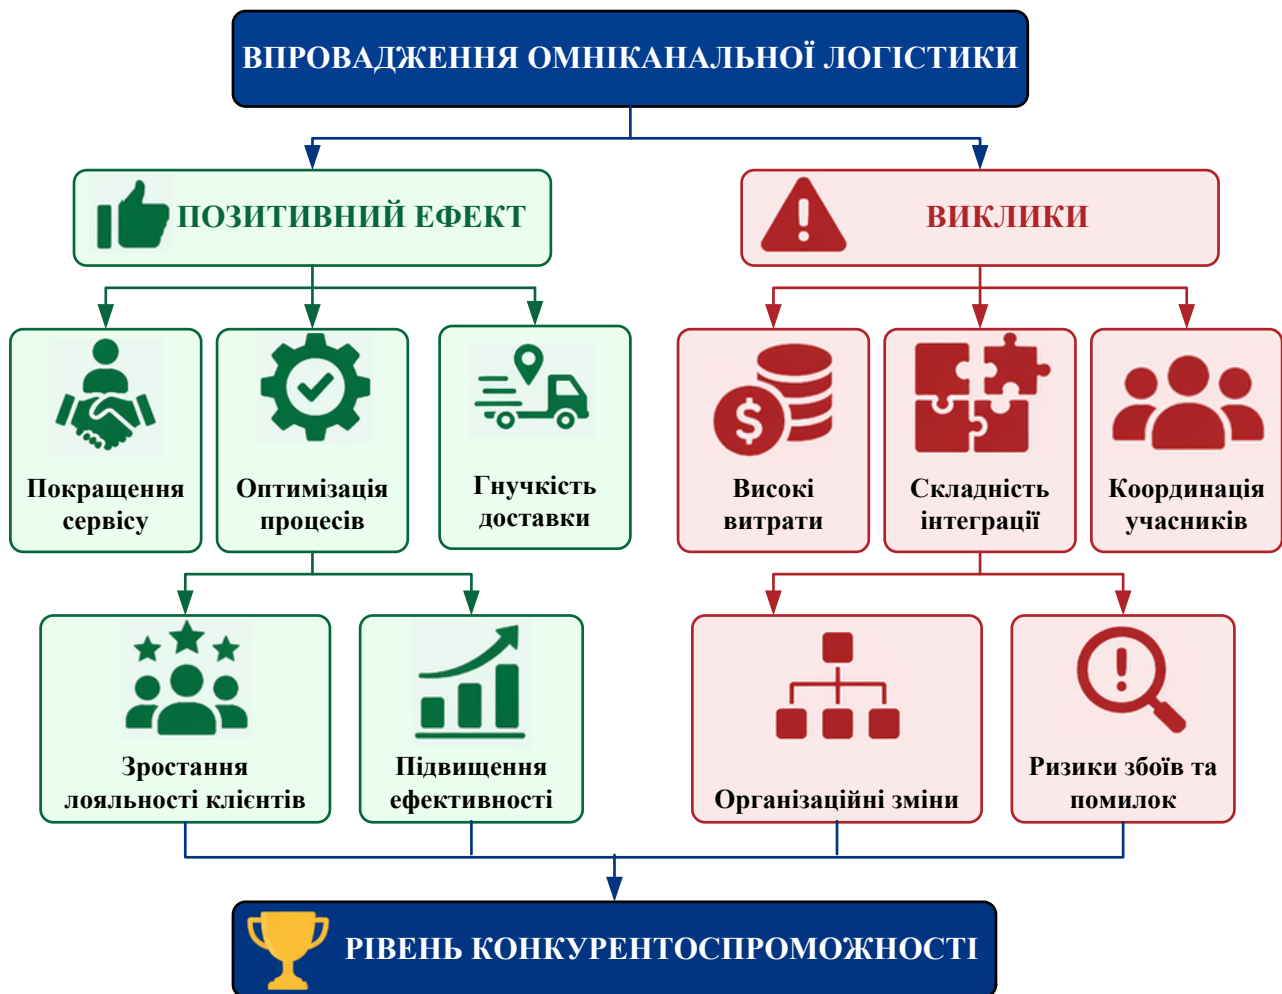 ВПРОВАДЖЕННЯ ОМНІКАНАЛЬНОЇ ЛОГІСТИКИ
ПОЗИТИВНИЙ ЕФЕКТ
ВИКЛИКИ
Покращення
сервісу
Оптимізація
процесів
Гнучкість
доставки
$
Високі
витрати
Складність
інтеграції
Координація
учасників
Зростання
лояльності клієнтів
Підвищення
ефективності
Організаційні зміни
Ризики збоїв та
помилок
РІВЕНЬ КОНКУРЕНТОСПРОМОЖНОСТІ